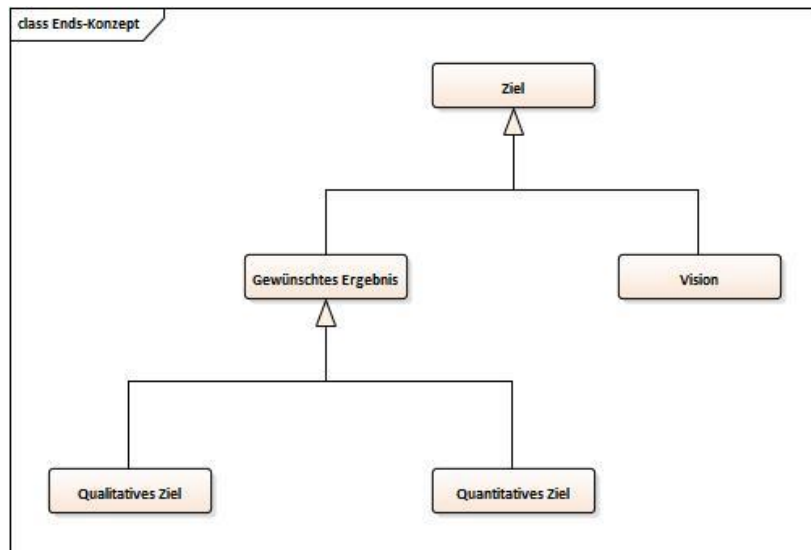 class Ends-Konzept
Ziel
Gewünschtes Ergebnis
Vision
Qualitatives Ziel
Quantitatives Ziel